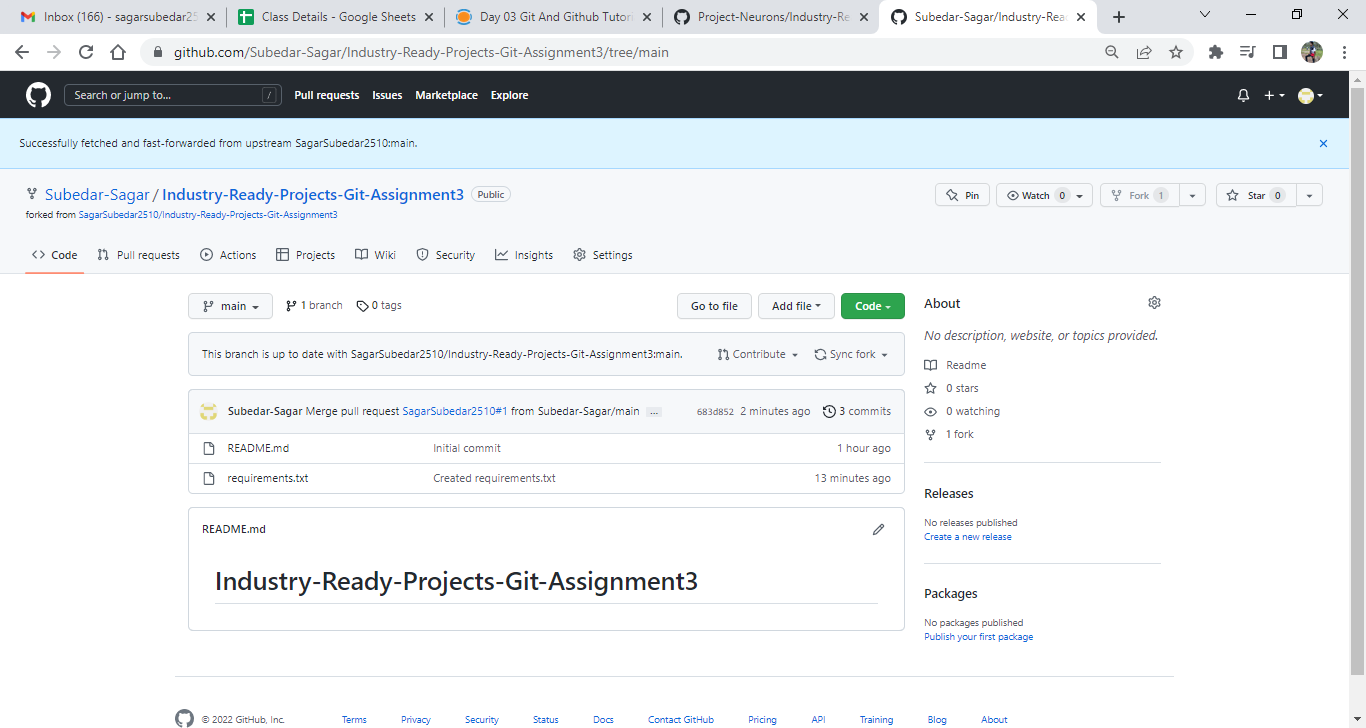 Inbox (166) - sagarsubedar25
Class Details - Google Sheets
Day 03 Git And Github Tutori
Project-Neurons/Industry-Re
Subedar-Sagar/Industry-Rea
github.com/Subedar-Sagar/Industry-Ready-Projects-Git-Assignment3/tree/main
Search or jump to... /
Pull requests Issues Marketplace Explore
Successfully fetched and fast-forwarded from upstream SagarSubedar2510:main.
Subedar-Sagar / Industry-Ready-Projects-Git-Assignment3 Public
Pin Watch 0 Fork 1 Star 0
forked from SagarSubedar2510/Industry-Ready-Projects-Git-Assignment3
Code Pull requests Actions Projects Wiki Security Insights Settings
main 1 branch 0 tags Go to file Add file Code
This branch is up to date with SagarSubedar2510/Industry-Ready-Projects-Git-Assignment3:main. Contribute Sync fork
Subedar-Sagar Merge pull request SagarSubedar2510#1 from Subedar-Sagar/main ... 683d852 2 minutes ago 3 commits
README.md Initial commit 1 hour ago
requirements.txt Created requirements.txt 13 minutes ago
README.md
Industry-Ready-Projects-Git-Assignment3
About
No description, website, or topics provided.
Readme
0 stars
0 watching
1 fork
Releases
No releases published
Create a new release
Packages
No packages published
Publish your first package
© 2022 GitHub, Inc. Terms Privacy Security Status Docs Contact GitHub Pricing API Training Blog About